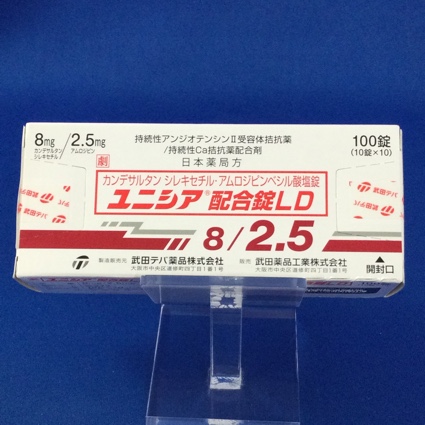 8mg/2.5mg
カンデサルタン シレキセチル アムロジピン
持続性アンジオテンシンⅡ受容体拮抗薬
/持続性Ca拮抗薬配合剤
日本薬局方
100錠
(10錠×10)
劇
カンデサルタン シレキセチル・アムロジピンベシル酸塩錠
ユニシア®配合錠LD
8/2.5
武田テバ
製造販売元 武田テバ薬品株式会社
大阪市中央区道修町四丁目1番1号
販売 武田薬品工業株式会社
大阪市中央区道修町四丁目1番1号
開封口